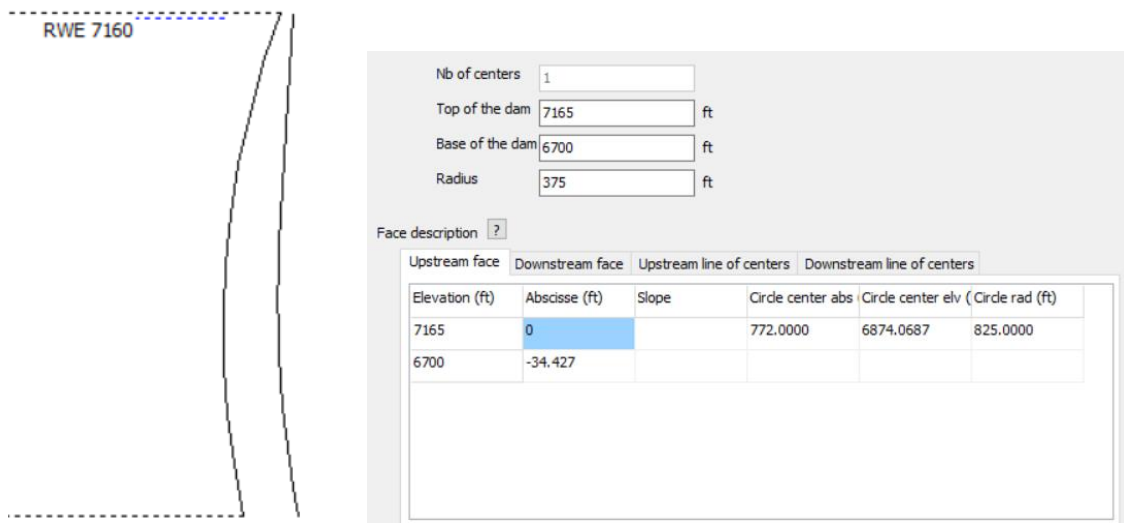 RWE 7160
Nb of centers 1
Top of the dam 7165 ft
Base of the dam 6700 ft
Radius 375 ft
Face description ?
Upstream face Downstream face Upstream line of centers Downstream line of centers
Elevation (ft) Abscisse (ft) Slope Circle center abs ( Circle center elv ( Circle rad (ft)
7165 0 772.0000 6874.0687 825.0000
6700 -34.427